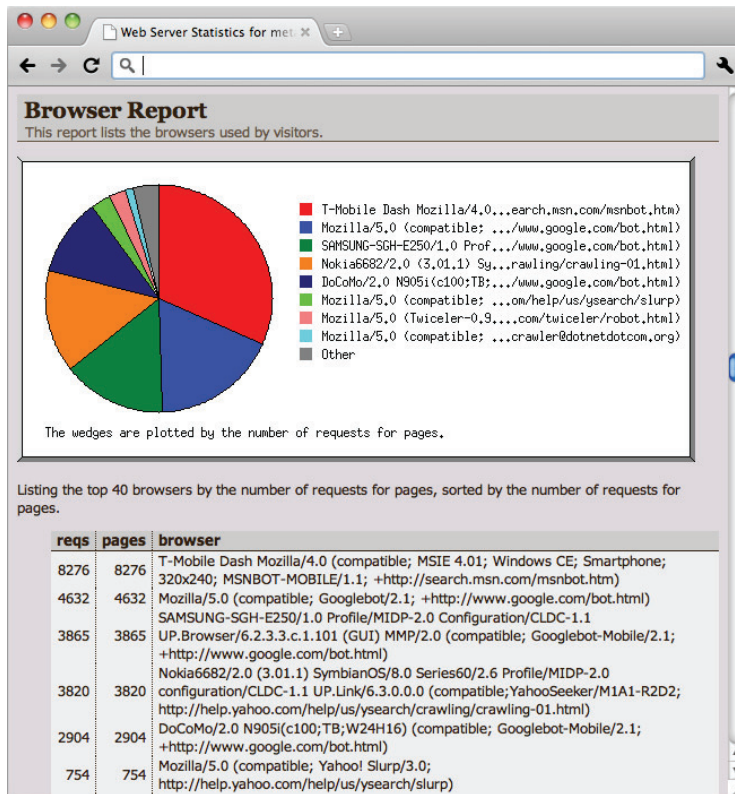 Web Server Statistics for met
Browser Report
This report lists the browsers used by visitors.
T-Mobile Dash Mozilla/4.0...earch.msn.com/msnbot.htm)
Mozilla/5.0 (compatible; .../www.google.com/bot.html)
SAMSUNG-SGH-E250/1.0 Prof.../www.google.com/bot.html)
Nokia6682/2.0 (3.01.1) Sy...rawling/crawling-01.html)
DoCoMo/2.0 N905i(c100;TB;.../www.google.com/bot.html)
Mozilla/5.0 (compatible; ...om/help/us/ysearch/slurp)
Mozilla/5.0 (Twiceler-0.9....com/twiceler/robot.html)
Mozilla/5.0 (compatible; ...crawler@dotnetdotcom.org)
Other
The wedges are plotted by the number of requests for pages.
Listing the top 40 browsers by the number of requests for pages, sorted by the number of requests for
pages.
reqs pages browser
8276 8276 T-Mobile Dash Mozilla/4.0 (compatible; MSIE 4.01; Windows CE; Smartphone;
320x240; MSNBOT-MOBILE/1.1; +http://search.msn.com/msnbot.htm)
4632 4632 Mozilla/5.0 (compatible; Googlebot/2.1; +http://www.google.com/bot.html)
SAMSUNG-SGH-E250/1.0 Profile/MIDP-2.0 Configuration/CLDC-1.1
3865 3865 UP.Browser/6.2.3.3.c.1.101 (GUI) MMP/2.0 (compatible; Googlebot-Mobile/2.1;
+http://www.google.com/bot.html)
Nokia6682/2.0 (3.01.1) SymbianOS/8.0 Series60/2.6 Profile/MIDP-2.0
3820 3820 configuration/CLDC-1.1 UP.Link/6.3.0.0.0 (compatible;YahooSeeker/M1A1-R2D2;
http://help.yahoo.com/help/us/ysearch/crawling/crawling-01.html)
2904 2904 DoCoMo/2.0 N905i(c100;TB;W24H16) (compatible; Googlebot-Mobile/2.1;
+http://www.google.com/bot.html)
754 754 Mozilla/5.0 (compatible; Yahoo! Slurp/3.0;
http://help.yahoo.com/help/us/ysearch/slurp)